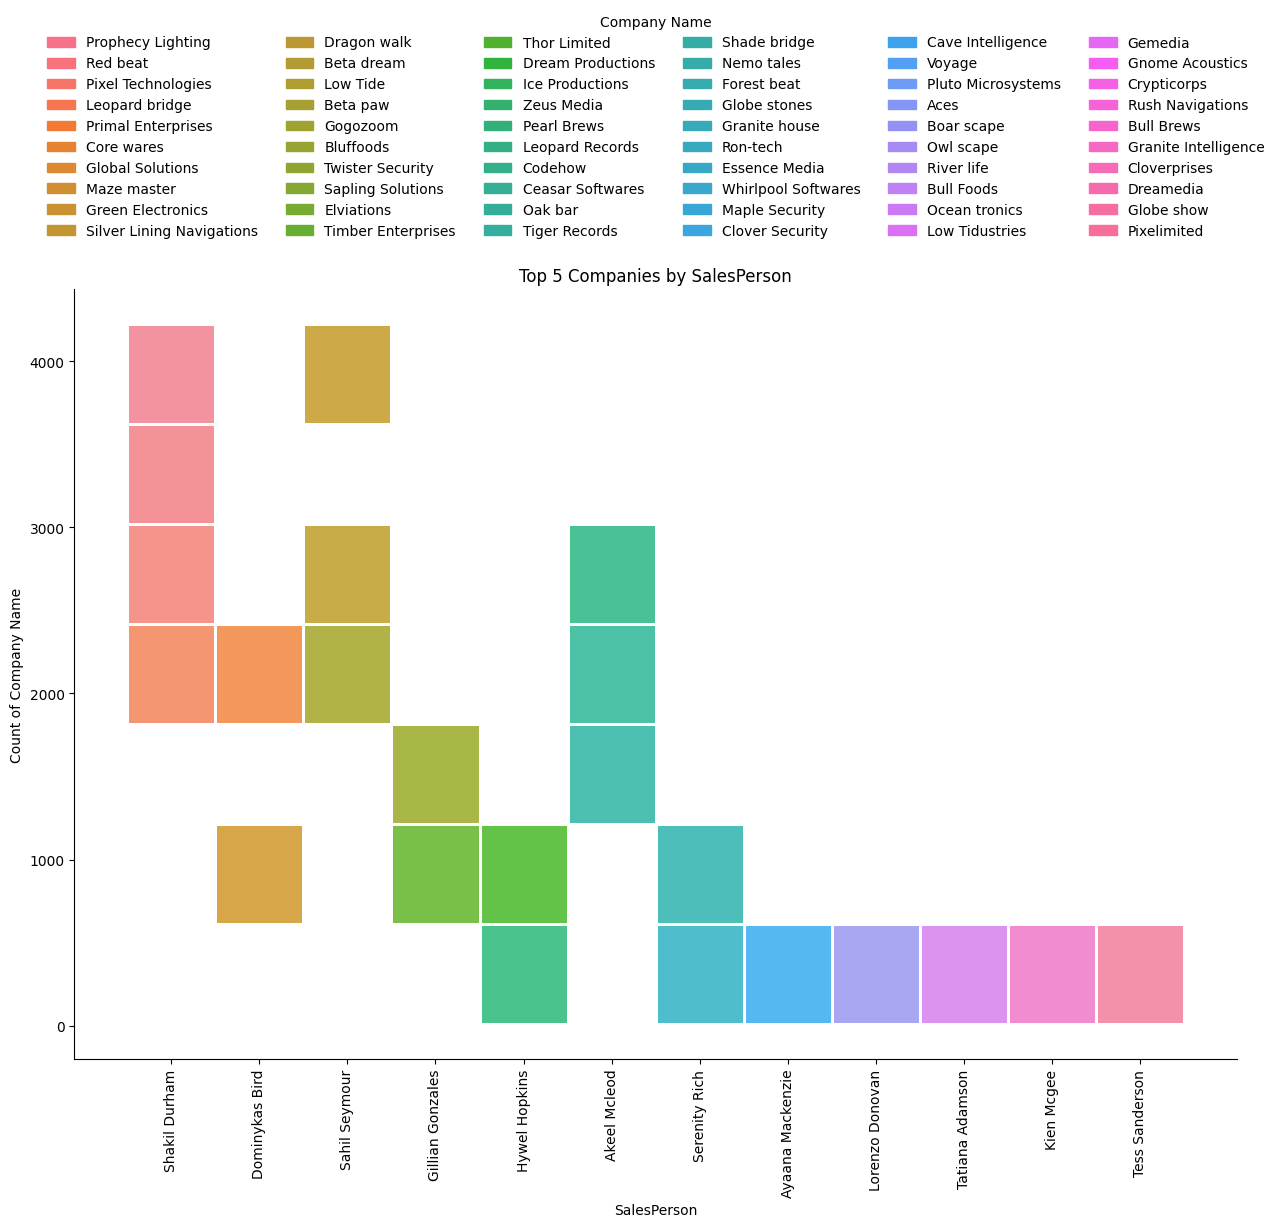 Company Name
Prophecy Lighting
Red beat
Pixel Technologies
Leopard bridge
Primal Enterprises
Core wares
Global Solutions
Maze master
Green Electronics
Silver Lining Navigations
Dragon walk
Beta dream
Low Tide
Beta paw
Gogozoom
Bluffoods
Twister Security
Sapling Solutions
Elviations
Timber Enterprises
Thor Limited
Dream Productions
Ice Productions
Zeus Media
Pearl Brews
Leopard Records
Codehow
Ceasar Softwares
Oak bar
Tiger Records
Shade bridge
Nemo tales
Forest beat
Globe stones
Granite house
Ron-tech
Essence Media
Whirlpool Softwares
Maple Security
Clover Security
Cave Intelligence
Voyage
Pluto Microsystems
Aces
Boar scape
Owl scape
River life
Bull Foods
Ocean tronics
Low Tidustries
Gemedia
Gnome Acoustics
Crypticorps
Rush Navigations
Bull Brews
Granite Intelligence
Cloverprises
Dreamedia
Globe show
Pixelimited
Top 5 Companies by SalesPerson
Count of Company Name
4000
3000
2000
1000
0
Shakil Durham
Dominykas Bird
Sahil Seymour
Gillian Gonzales
Hywel Hopkins
Akeel Mcleod
Serenity Rich
Ayaana Mackenzie
Lorenzo Donovan
Tatiana Adamson
Kien Mcgee
Tess Sanderson
SalesPerson